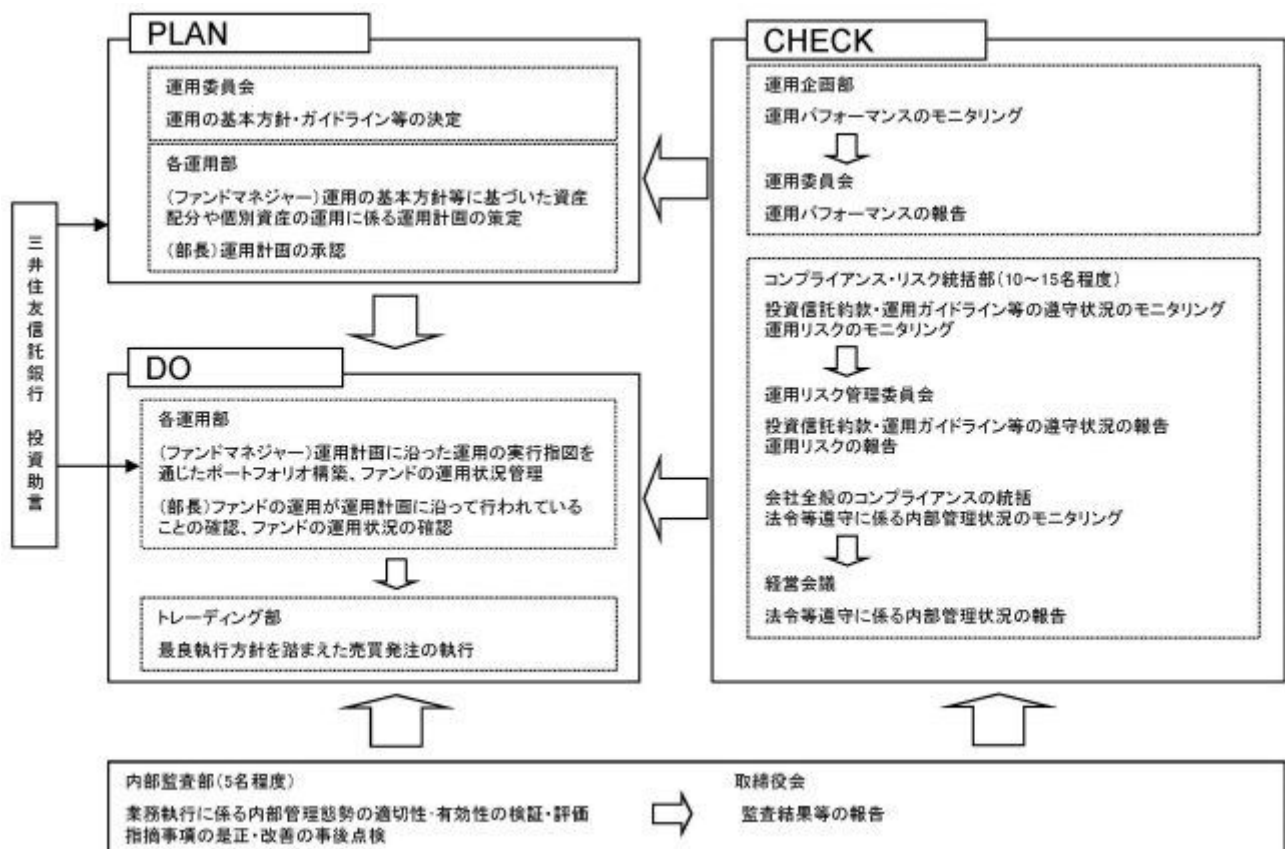 PLAN
運用委員会
運用の基本方針・ガイドライン等の決定
各運用部
(ファンドマネジャー)運用の基本方針等に基づいた資産
配分や個別資産の運用に係る運用計画の策定
(部長)運用計画の承認
三井住友信託銀行 投資助言
DO
各運用部
(ファンドマネジャー)運用計画に沿った運用の実行指図を
通じたポートフォリオ構築、ファンドの運用状況管理
(部長)ファンドの運用が運用計画に沿って行われている
ことの確認、ファンドの運用状況の確認
トレーディング部
最良執行方針を踏まえた売買発注の執行
CHECK
運用企画部
運用パフォーマンスのモニタリング
運用委員会
運用パフォーマンスの報告
コンプライアンス・リスク統括部(10～15名程度)
投資信託約款・運用ガイドライン等の遵守状況のモニタリング
運用リスクのモニタリング
運用リスク管理委員会
投資信託約款・運用ガイドライン等の遵守状況の報告
運用リスクの報告
会社全般のコンプライアンスの統括
法令等遵守に係る内部管理状況のモニタリング
経営会議
法令等遵守に係る内部管理状況の報告
内部監査部(5名程度)
業務執行に係る内部管理態勢の適切性・有効性の検証・評価
指摘事項の是正・改善の事後点検
取締役会
監査結果等の報告